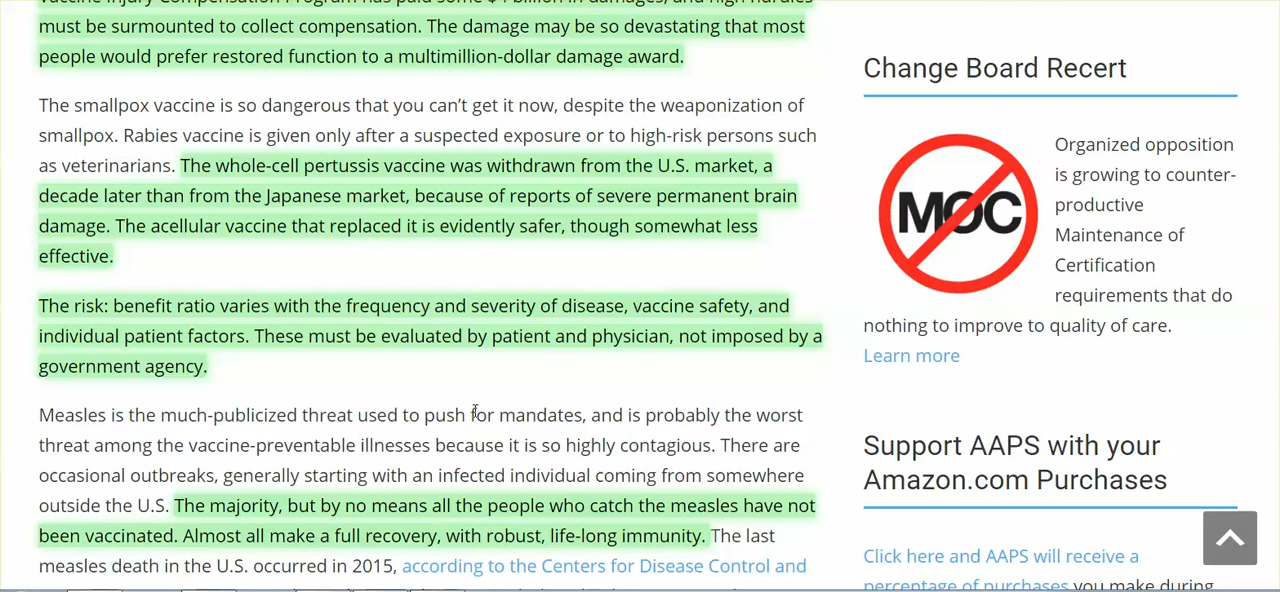 must be surmounted to collect compensation. The damage may be so devastating that most
people would prefer restored function to a multimillion-dollar damage award.
The smallpox vaccine is so dangerous that you can’t get it now, despite the weaponization of
smallpox. Rabies vaccine is given only after a suspected exposure or to high-risk persons such
as veterinarians. The whole-cell pertussis vaccine was withdrawn from the U.S. market, a
decade later than from the Japanese market, because of reports of severe permanent brain
damage. The acellular vaccine that replaced it is evidently safer, though somewhat less
effective.
The risk: benefit ratio varies with the frequency and severity of disease, vaccine safety, and
individual patient factors. These must be evaluated by patient and physician, not imposed by a
government agency.
Measles is the much-publicized threat used to push for mandates, and is probably the worst
threat among the vaccine-preventable illnesses because it is so highly contagious. There are
occasional outbreaks, generally starting with an infected individual coming from somewhere
outside the U.S. The majority, but by no means all the people who catch the measles have not
been vaccinated. Almost all make a full recovery, with robust, life-long immunity. The last
measles death in the U.S. occurred in 2015, according to the Centers for Disease Control and
Change Board Recert
MOC
Organized opposition
is growing to counter-
productive
Maintenance of
Certification
requirements that do
nothing to improve to quality of care.
Learn more
Support AAPS with your
Amazon.com Purchases
Click here and AAPS will receive a
percentage of purchases you make during